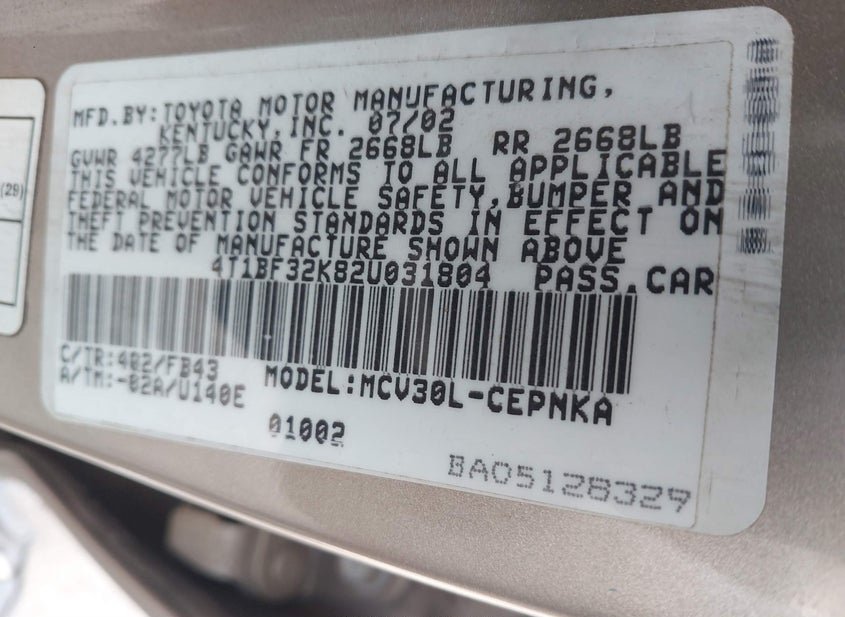 MFD.BY:TOYOTA MOTOR MANUFACTURING,
KENTUCKY,INC. 07/02
GVWR 4277LB GAWR FR 2668LB RR 2668LB
THIS VEHICLE CONFORMS TO ALL APPLICABLE
FEDERAL MOTOR VEHICLE SAFETY,BUMPER AND
THEFT PREVENTION STANDARDS IN EFFECT ON
THE DATE OF MANUFACTURE SHOWN ABOVE
4T1BF32K82U031804 PASS.CAR
C/TR:402/FB43
A/TM:-02A/U140E
MODEL:MCV30L-CEPNKA
01002
BA05128329
(29)